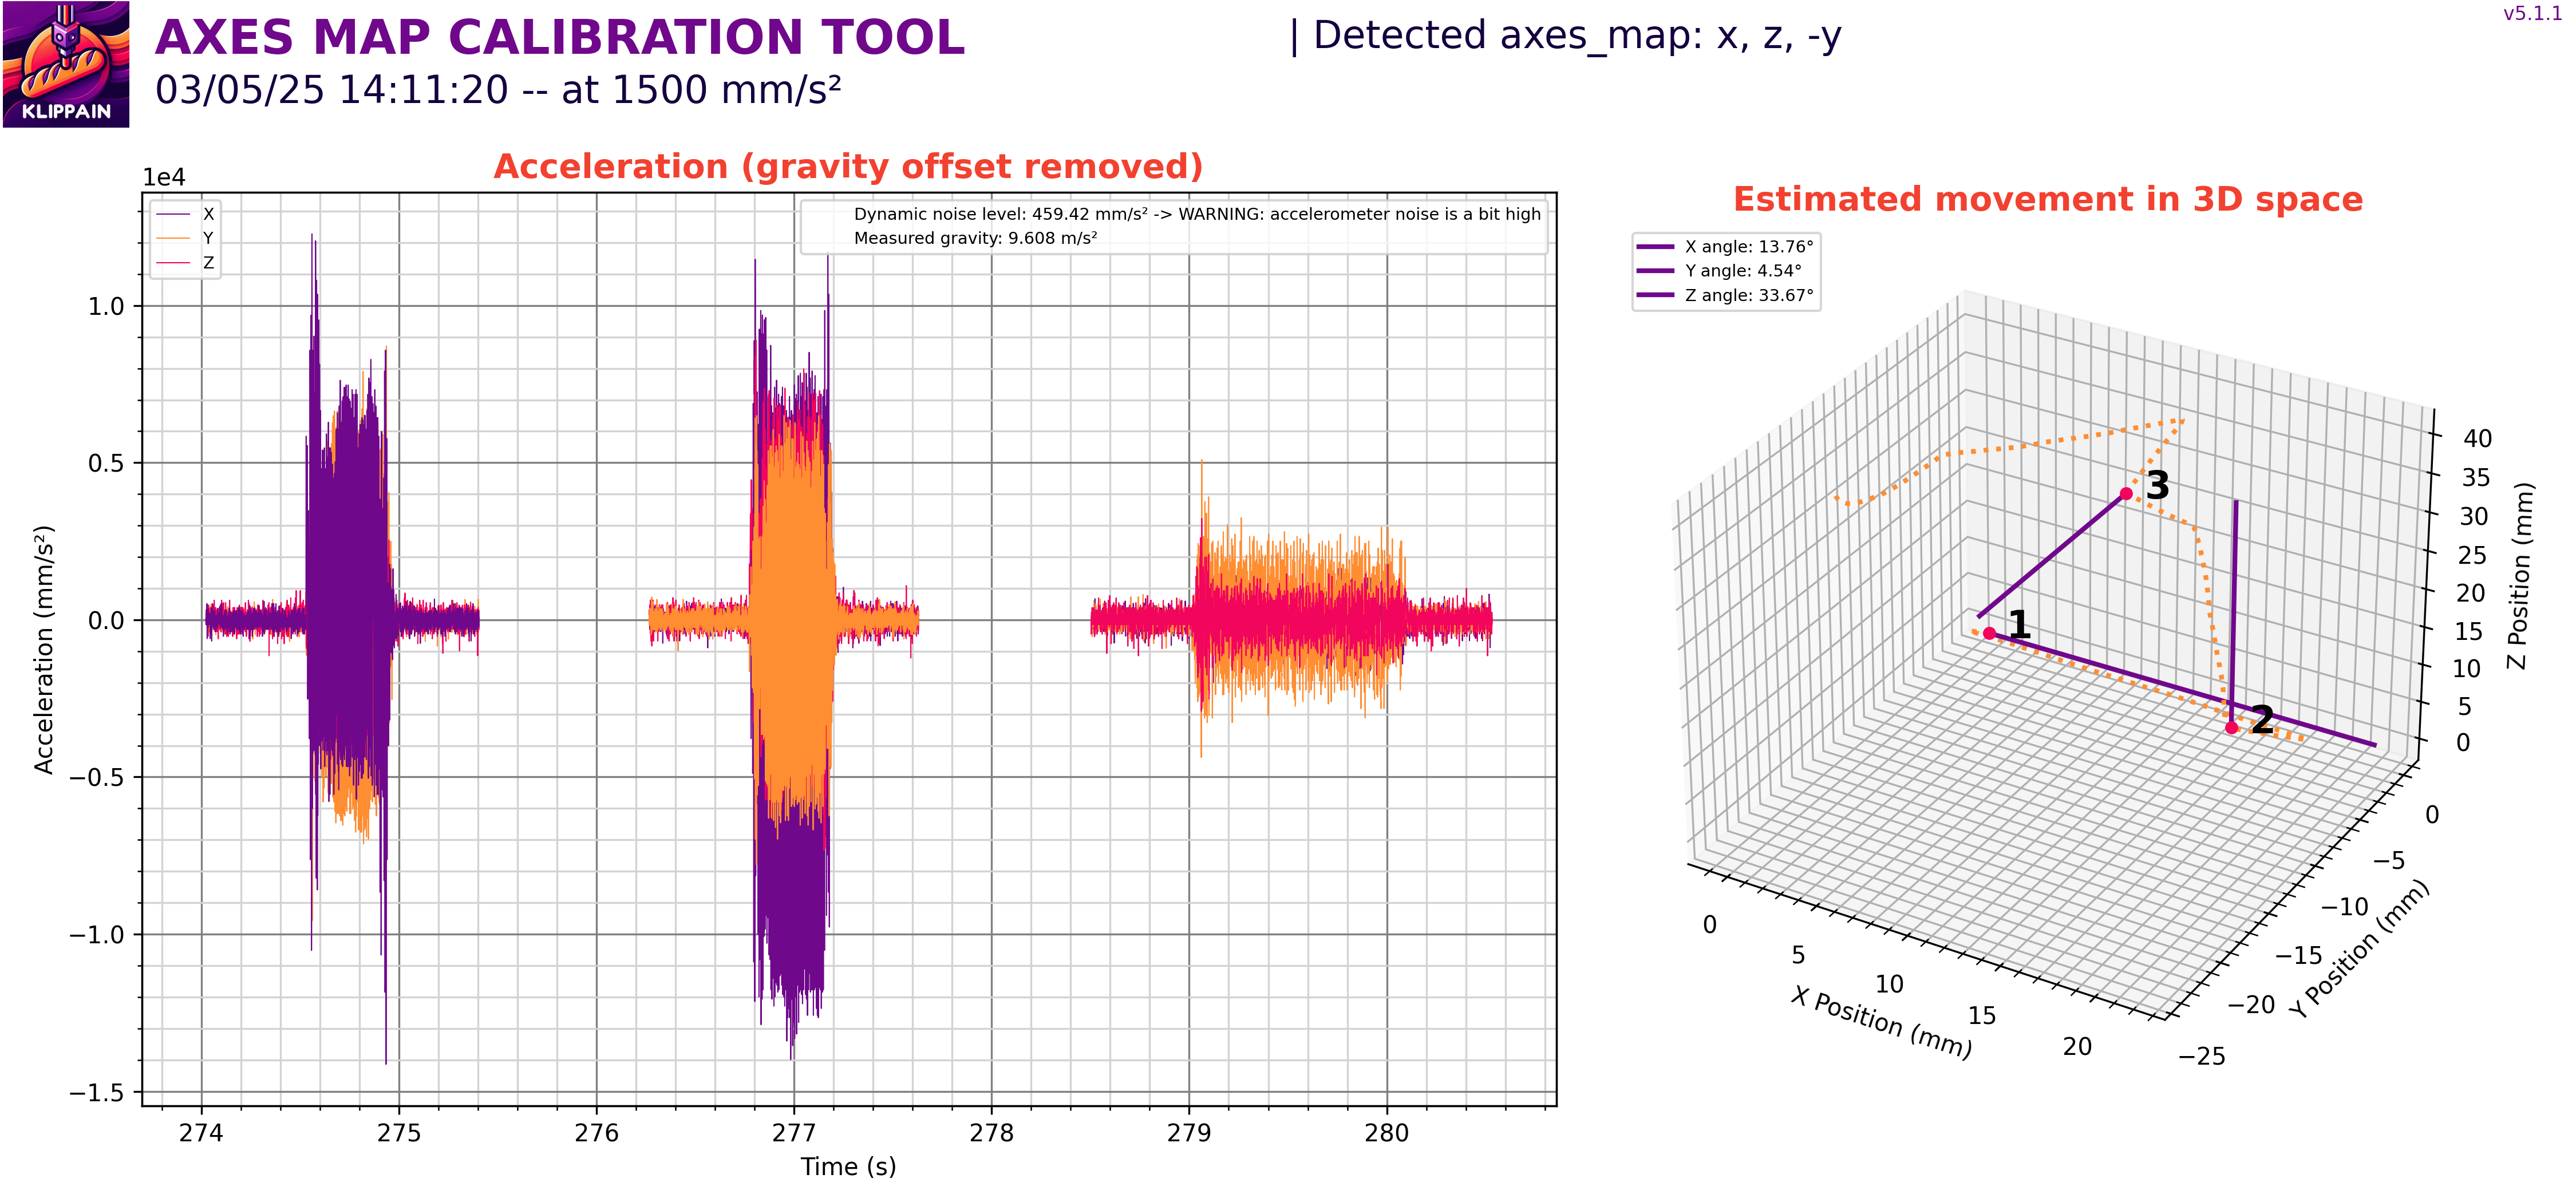 KLIPPAIN
AXES MAP CALIBRATION TOOL
03/05/25 14:11:20 -- at 1500 mm/s²
| Detected axes_map: x, z, -y
v5.1.1
Acceleration (gravity offset removed)
1e4
X
Y
Z
Dynamic noise level: 459.42 mm/s² -> WARNING: accelerometer noise is a bit high
Measured gravity: 9.608 m/s²
1.0
0.5
0.0
−0.5
−1.0
−1.5
Acceleration (mm/s²)
274 275 276 277 278 279 280
Time (s)
Estimated movement in 3D space
X angle: 13.76°
Y angle: 4.54°
Z angle: 33.67°
1
2
3
0 5 10 15 20
X Position (mm)
0 −5 −10 −15 −20 −25
Y Position (mm)
40
35
30
25
20
15
10
5
0
Z Position (mm)